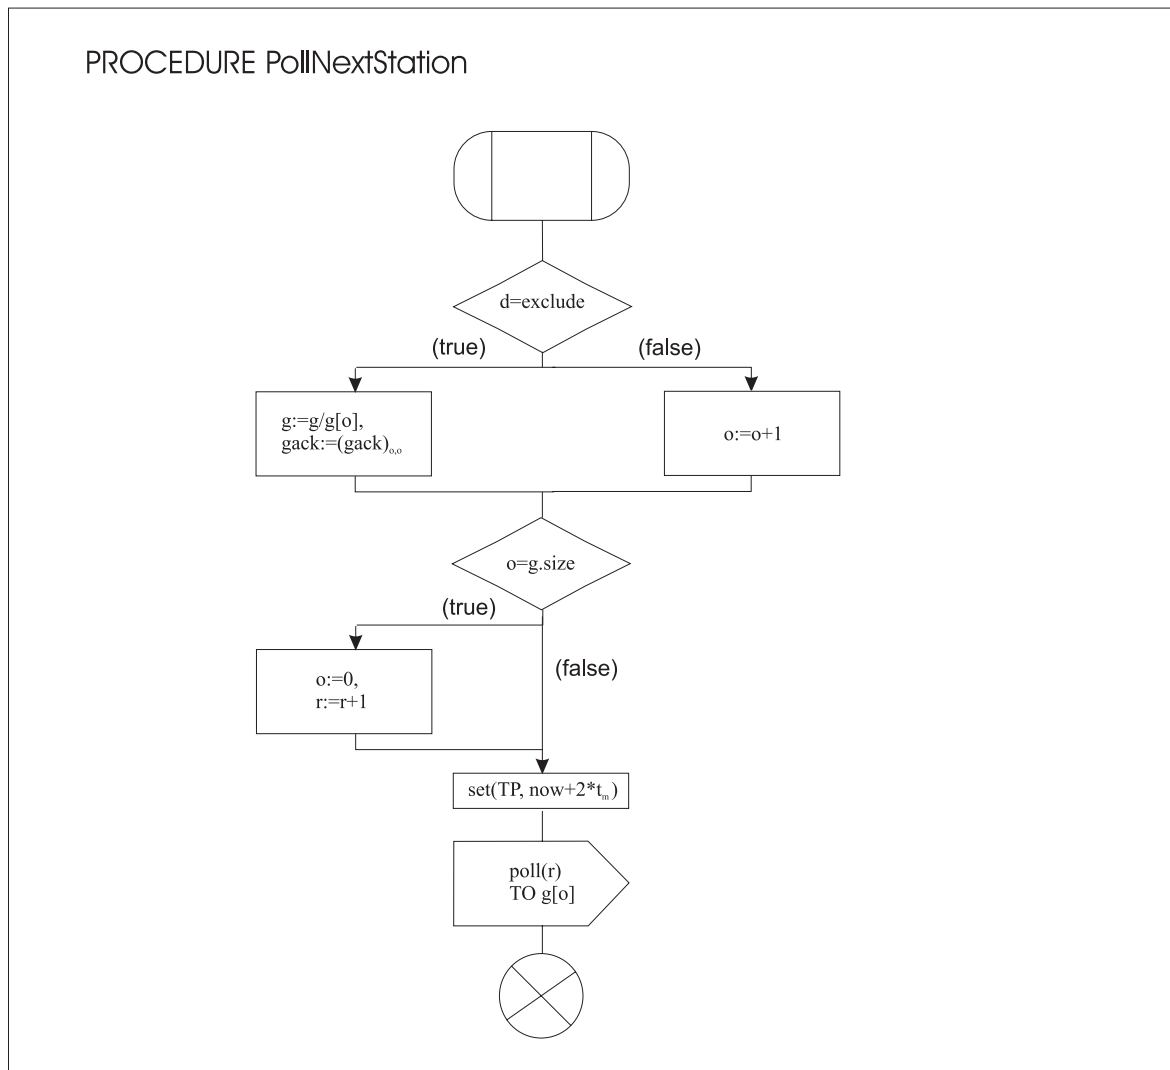 PROCEDURE PollNextStation
d=exclude
(true)
(false)
g:=g/g[o],
gack:=(gack)o,o
o:=o+1
o=g.size
(true)
(false)
o:=0,
r:=r+1
set(TP, now+2*tm)
poll(r)
TO g[o]